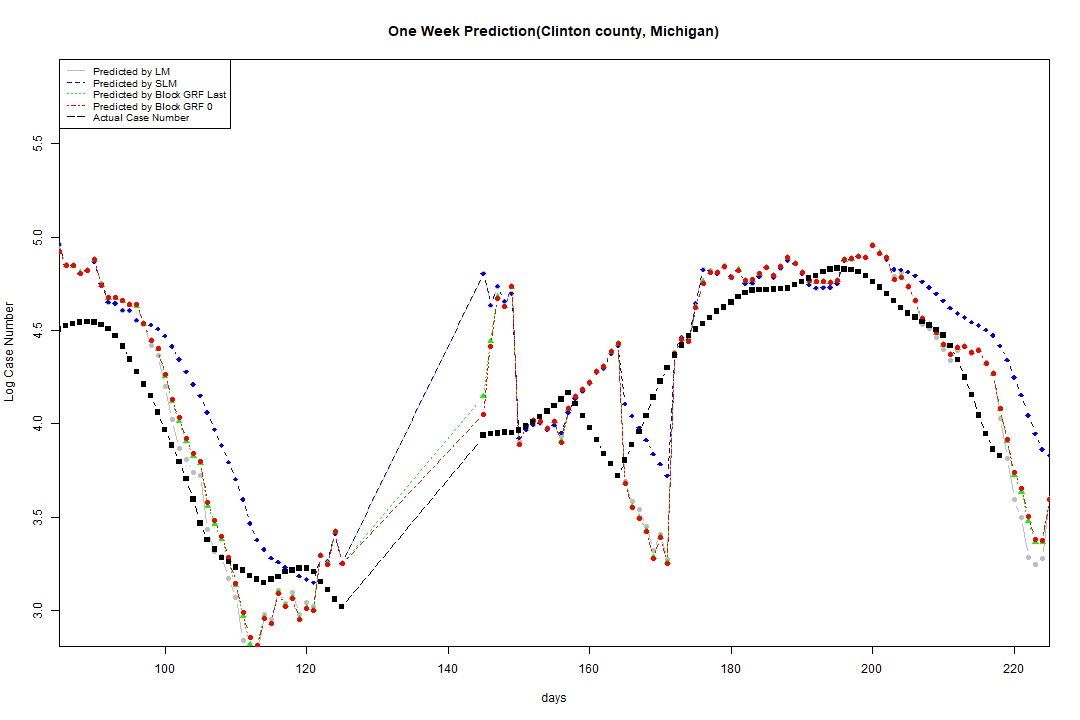 One Week Prediction(Clinton county, Michigan)
Predicted by LM
Predicted by SLM
Predicted by Block GRF Last
Predicted by Block GRF 0
Actual Case Number
5.5
5.0
4.5
4.0
3.5
3.0
Log Case Number
100 120 140 160 180 200 220
days